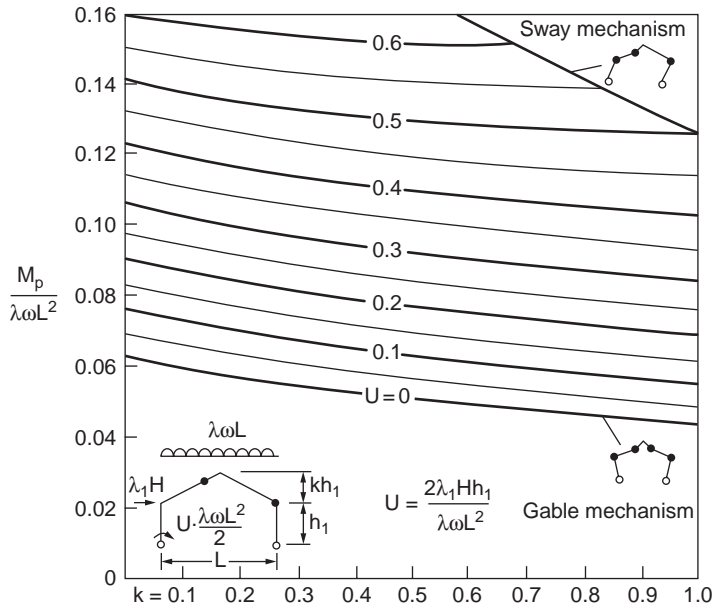 0.16
0.14
0.12
0.10
0.08
0.06
0.04
0.02
0
M_p
λωL²
Sway mechanism
0.6
0.5
0.4
0.3
0.2
0.1
U = 0
λωL
λ₁H
kh₁
h₁
U · λωL²
2
L
U = 2λ₁Hh₁
λωL²
Gable mechanism
k = 0.1 0.2 0.3 0.4 0.5 0.6 0.7 0.8 0.9 1.0